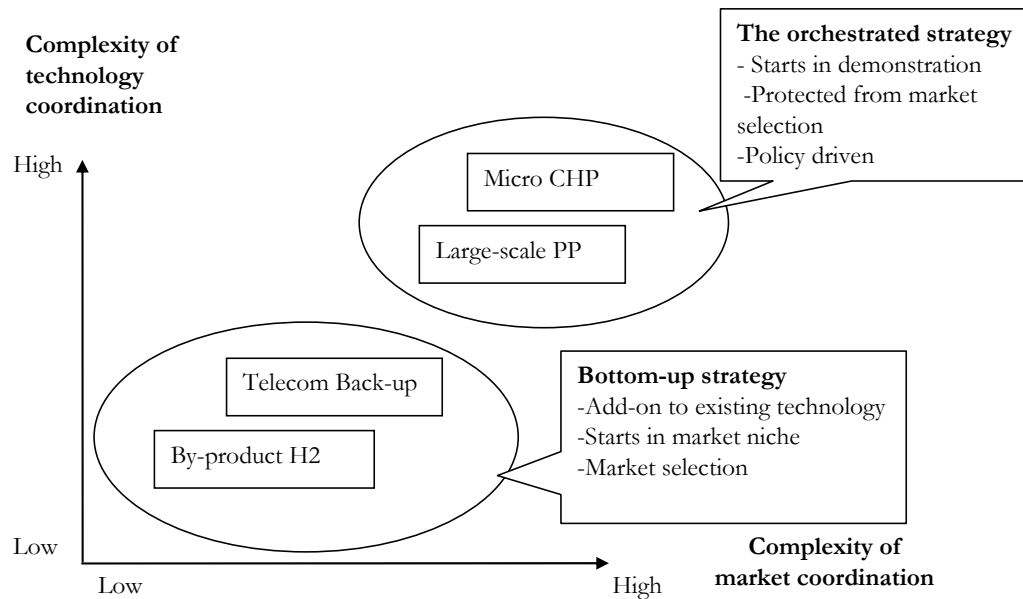 Complexity of
technology
coordination
The orchestrated strategy
- Starts in demonstration
-Protected from market
selection
-Policy driven
High
Micro CHP
Large-scale PP
Telecom Back-up
By-product H2
Bottom-up strategy
-Add-on to existing technology
-Starts in market niche
-Market selection
Low
Low
High
Complexity of
market coordination